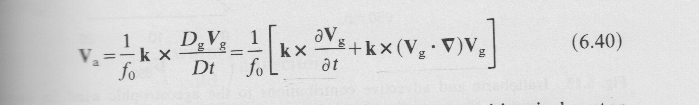 V_a = 1/f_0 k × D_g V_g/Dt = 1/f_0 [ k × ∂V_g/∂t + k × (V_g · ∇)V_g ] (6.40)